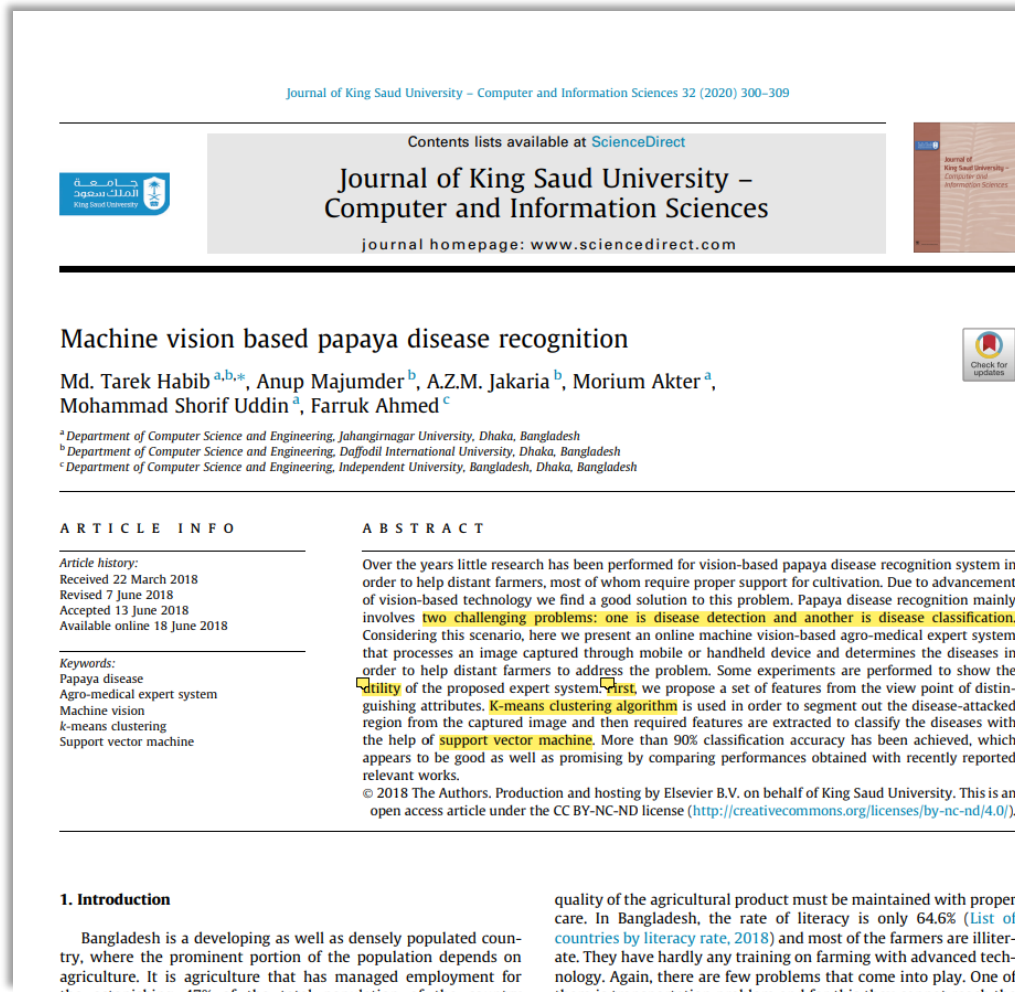 Journal of King Saud University – Computer and Information Sciences 32 (2020) 300–309
Contents lists available at ScienceDirect
Journal of King Saud University –
Computer and Information Sciences
journal homepage: www.sciencedirect.com
جـــامـــعـــة
الملك سعود
King Saud University
Journal of
King Saud University –
Computer and
Information Sciences
Machine vision based papaya disease recognition
Check for
updates
Md. Tarek Habib a,b,*, Anup Majumder b, A.Z.M. Jakaria b, Morium Akter a,
Mohammad Shorif Uddin a, Farruk Ahmed c
a Department of Computer Science and Engineering, Jahangirnagar University, Dhaka, Bangladesh
b Department of Computer Science and Engineering, Daffodil International University, Dhaka, Bangladesh
c Department of Computer Science and Engineering, Independent University, Bangladesh, Dhaka, Bangladesh
ARTICLE INFO
Article history:
Received 22 March 2018
Revised 7 June 2018
Accepted 13 June 2018
Available online 18 June 2018
Keywords:
Papaya disease
Agro-medical expert system
Machine vision
k-means clustering
Support vector machine
ABSTRACT
Over the years little research has been performed for vision-based papaya disease recognition system in
order to help distant farmers, most of whom require proper support for cultivation. Due to advancement
of vision-based technology we find a good solution to this problem. Papaya disease recognition mainly
involves two challenging problems: one is disease detection and another is disease classification.
Considering this scenario, here we present an online machine vision-based agro-medical expert system
that processes an image captured through mobile or handheld device and determines the diseases in
order to help distant farmers to address the problem. Some experiments are performed to show the
utility of the proposed expert system. First, we propose a set of features from the view point of distin-
guishing attributes. K-means clustering algorithm is used in order to segment out the disease-attacked
region from the captured image and then required features are extracted to classify the diseases with
the help of support vector machine. More than 90% classification accuracy has been achieved, which
appears to be good as well as promising by comparing performances obtained with recently reported
relevant works.
© 2018 The Authors. Production and hosting by Elsevier B.V. on behalf of King Saud University. This is an
open access article under the CC BY-NC-ND license (http://creativecommons.org/licenses/by-nc-nd/4.0/).
1. Introduction
Bangladesh is a developing as well as densely populated coun-
try, where the prominent portion of the population depends on
agriculture. It is agriculture that has managed employment for
quality of the agricultural product must be maintained with proper
care. In Bangladesh, the rate of literacy is only 64.6% (List of
countries by literacy rate, 2018) and most of the farmers are illiter-
ate. They have hardly any training on farming with advanced tech-
nology. Again, there are few problems that come into play. One of